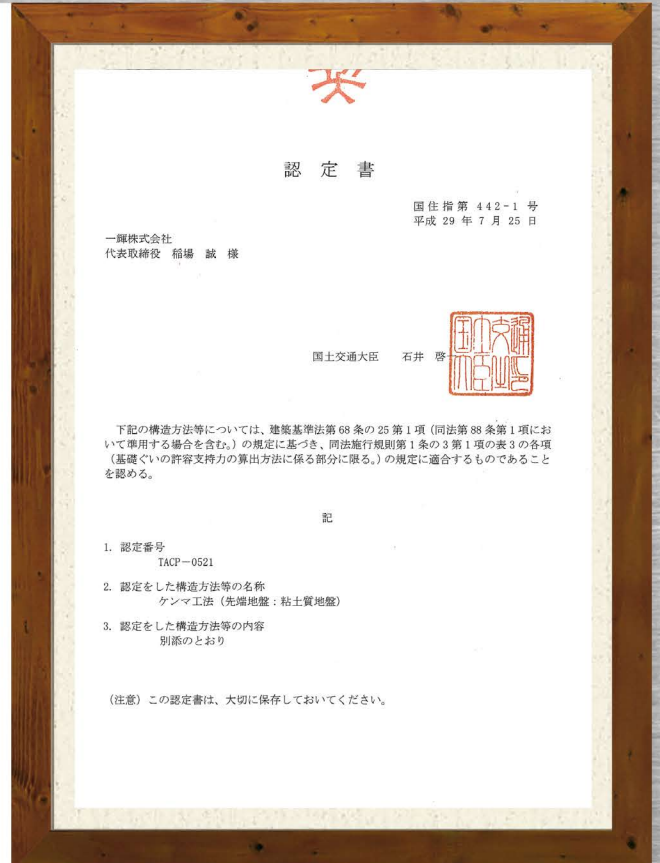 認 定 書
国住指第 442-1 号
平成 29 年 7 月 25 日
一輝株式会社
代表取締役 稲場 誠 様
国土交通大臣 石井 啓
下記の構造方法等については、建築基準法第68条の25第1項（同法第88条第1項にお
いて準用する場合を含む。）の規定に基づき、同法施行規則第1条の3第1項の表3の各項
（基礎ぐいの許容支持力の算出方法に係る部分に限る。）の規定に適合するものであること
を認める。
記
1. 認定番号
TACP－0521
2. 認定をした構造方法等の名称
ケンマ工法（先端地盤：粘土質地盤）
3. 認定をした構造方法等の内容
別添のとおり
（注意）この認定書は、大切に保存しておいてください。